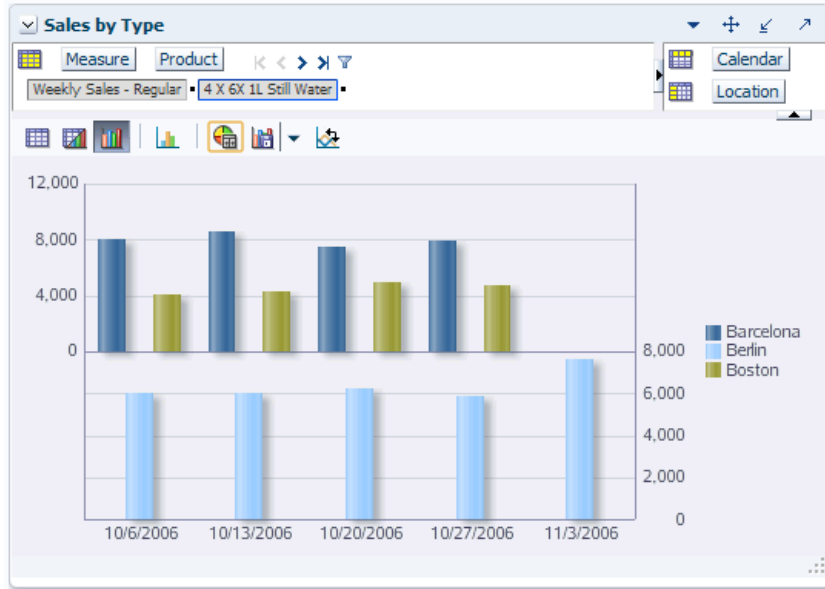 Sales by Type
Measure Product Calendar
Weekly Sales - Regular 4 X 6X 1L Still Water Location
12,000
8,000
4,000
0
Barcelona
Berlin
Boston
8,000
6,000
4,000
2,000
0
10/6/2006 10/13/2006 10/20/2006 10/27/2006 11/3/2006